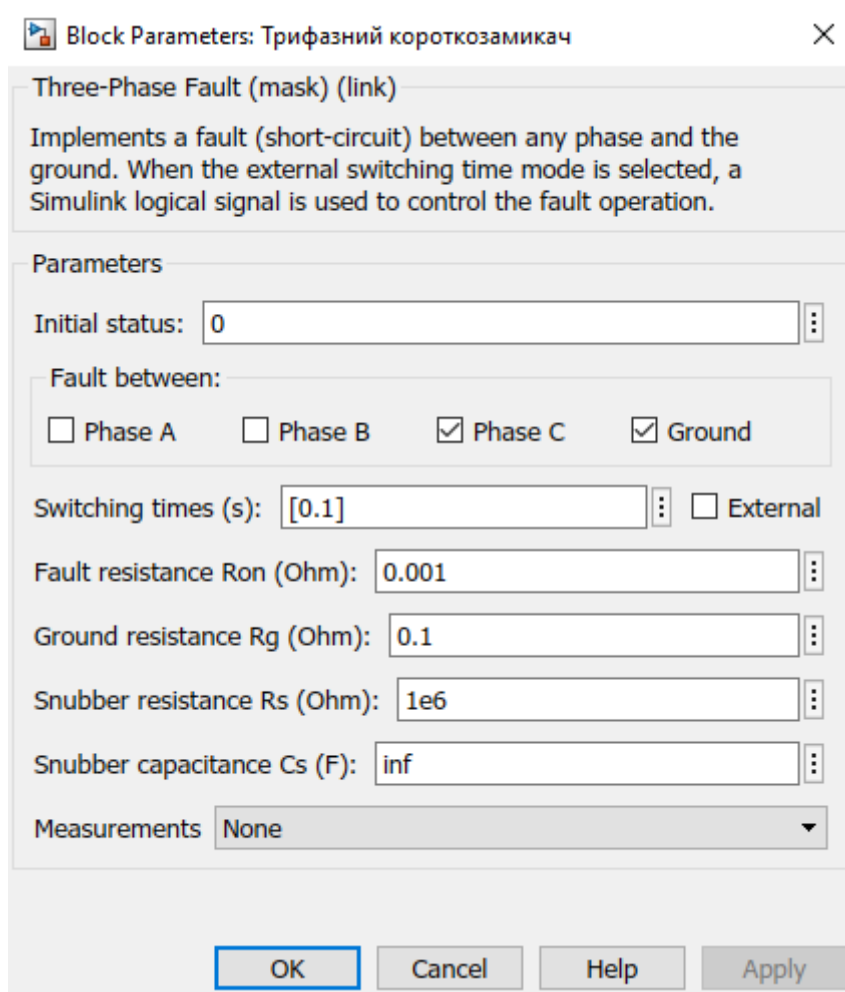 Block Parameters: Трифазний короткозамикач
Three-Phase Fault (mask) (link)
Implements a fault (short-circuit) between any phase and the
ground. When the external switching time mode is selected, a
Simulink logical signal is used to control the fault operation.
Parameters
Initial status: 0
Fault between:
Phase A Phase B Phase C Ground
Switching times (s): [0.1] External
Fault resistance Ron (Ohm): 0.001
Ground resistance Rg (Ohm): 0.1
Snubber resistance Rs (Ohm): 1e6
Snubber capacitance Cs (F): inf
Measurements None
OK Cancel Help Apply